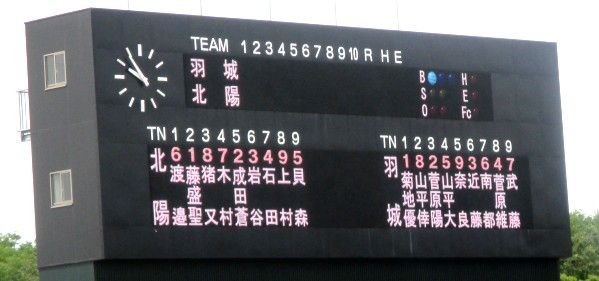 TEAM 1 2 3 4 5 6 7 8 9 10 R H E
羽城 B H
北陽 S E
O Fc
TN 1 2 3 4 5 6 7 8 9
北陽
6 1 8 7 2 3 4 9 5
渡 藤 猪 木 成 岩 石 上 貝
盛 田
邉 聖 又 村 蒼 谷 田 村 森
TN 1 2 3 4 5 6 7 8 9
羽城
1 8 2 5 9 3 6 4 7
菊 山 菅 山 奈 近 南 菅 武
地 平 原 平 原
優 倖 陽 大 良 藤 都 雅 藤